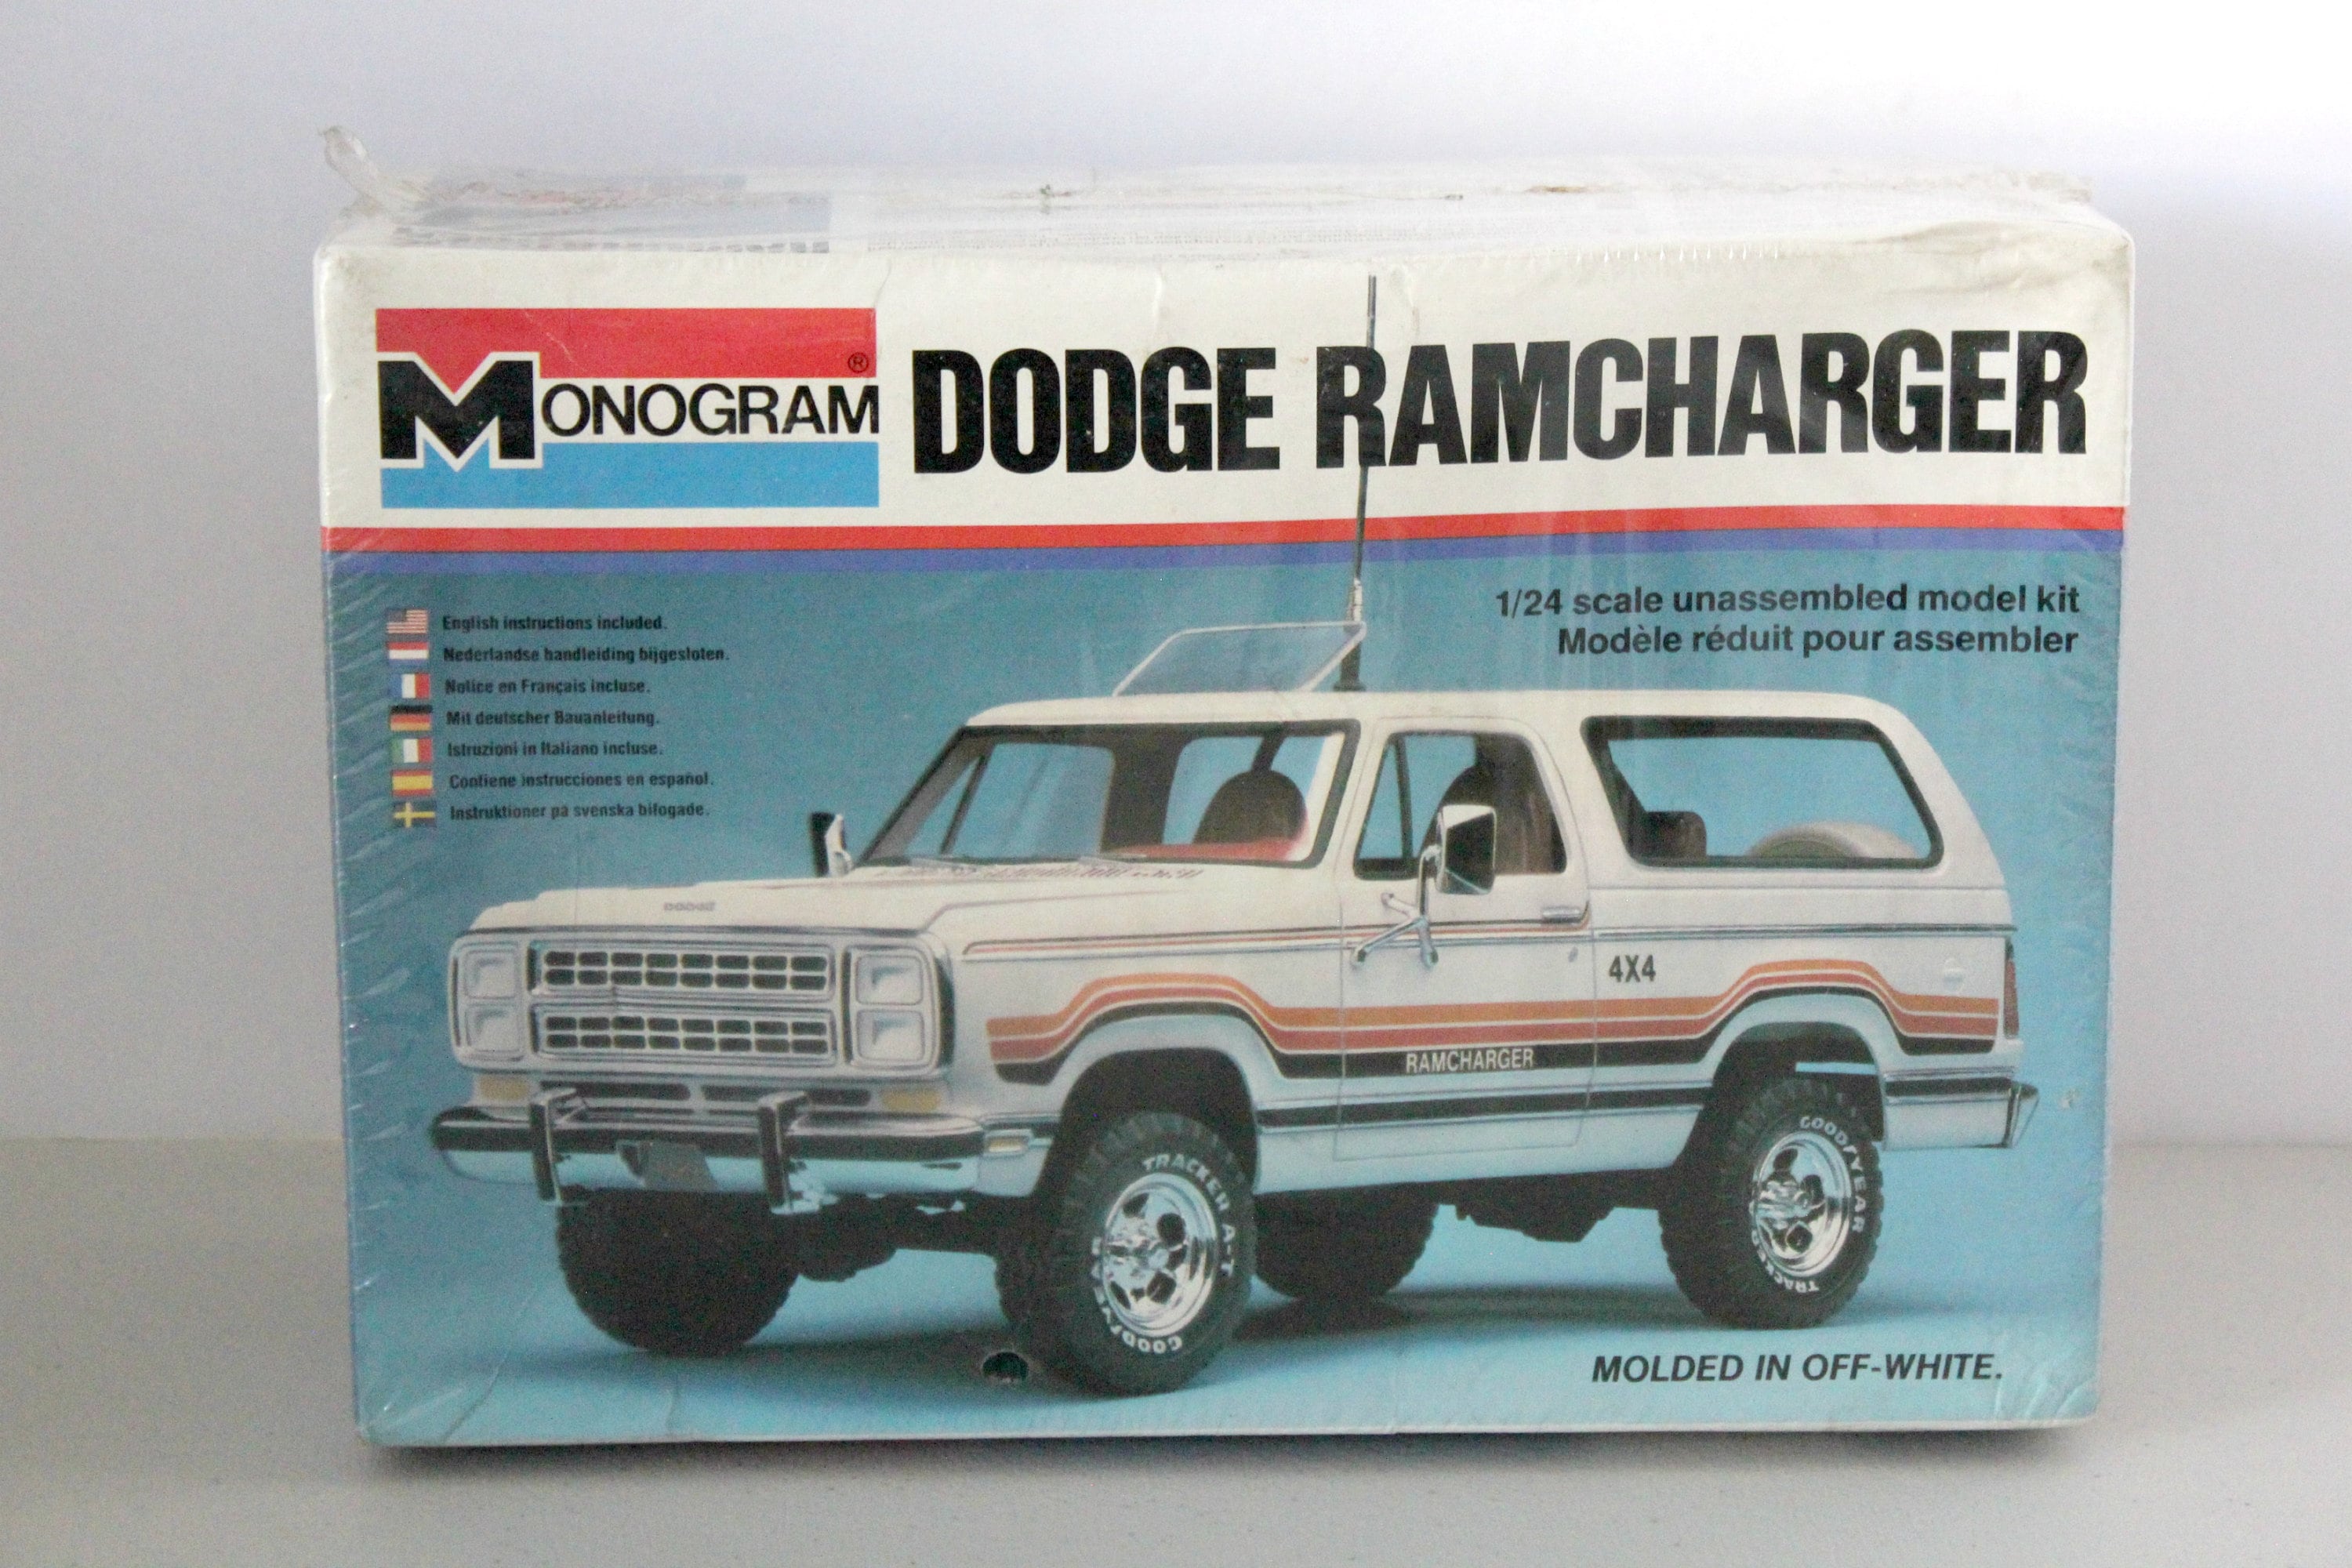 MONOGRAM®
DODGE RAMCHARGER
English instructions included.
Nederlandse handleiding bijgesloten.
Notice en Français incluse.
Mit deutscher Bauanleitung.
Istruzioni in Italiano incluse.
Contiene instrucciones en español.
Instruktioner pa svenska bifogade.
1/24 scale unassembled model kit
Modèle réduit pour assembler
DODGE
4X4
RAMCHARGER
TRACKER A-T
GOODYEAR
GOODYEAR
TRACKER
MOLDED IN OFF-WHITE.